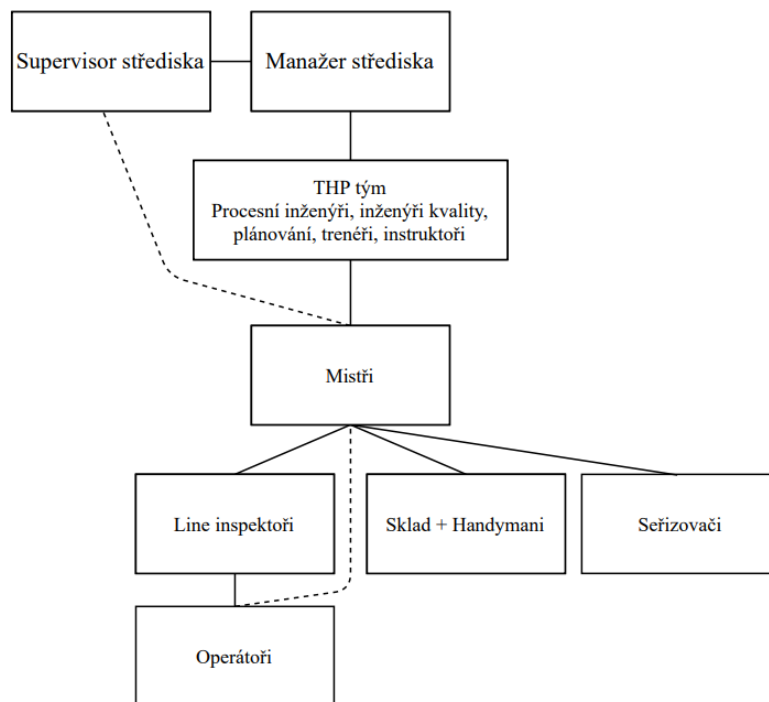 Supervisor střediska
Manažer střediska
THP tým
Procesní inženýři, inženýři kvality,
plánování, trenéři, instruktoři
Mistři
Line inspektoři
Sklad + Handymani
Seřizovači
Operátoři